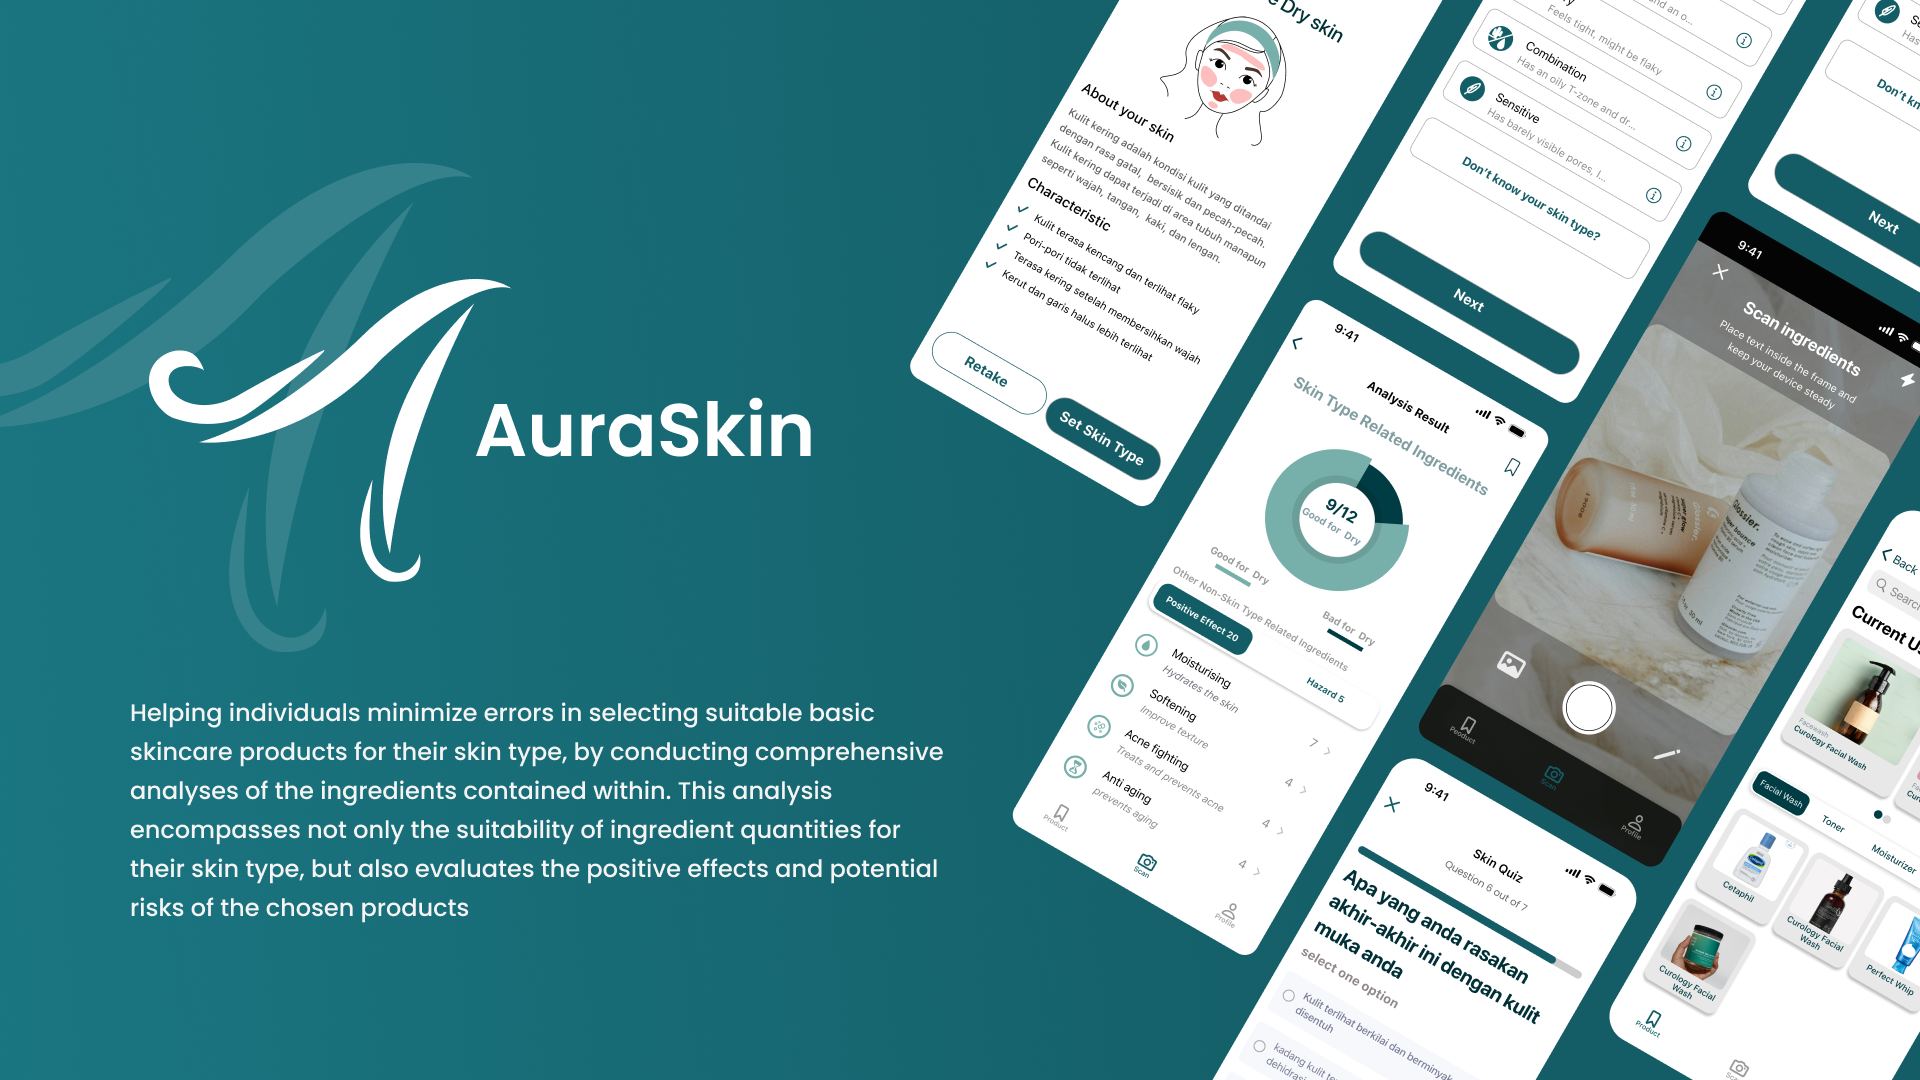 AuraSkin
Helping individuals minimize errors in selecting suitable basic
skincare products for their skin type, by conducting comprehensive
analyses of the ingredients contained within. This analysis
encompasses not only the suitability of ingredient quantities for
their skin type, but also evaluates the positive effects and potential
risks of the chosen products
Dry skin
About your skin
Kulit kering adalah kondisi kulit yang ditandai
dengan rasa gatal, bersisik dan pecah-pecah.
Kulit kering dapat terjadi di area tubuh manapun
seperti wajah, tangan, kaki, dan lengan.
Characteristic
Kulit terasa kencang dan terlihat flaky
Pori-pori tidak terlihat
Terasa kering setelah membersihkan wajah
Kerut dan garis halus lebih terlihat
Retake
Set Skin Type
Feels tight, might be flaky
Combination
Has an oily T-zone and dr...
Sensitive
Has barely visible pores, l...
Don't know your skin type?
Next
Next
9:41
Analysis Result
Skin Type Related Ingredients
9/12
Good for Dry
Good for Dry
Bad for Dry
Other Non-Skin Type Related Ingredients
Positive Effect 20
Hazard 5
Moisturising
Hydrates the skin
7
Softening
Improve texture
4
Acne fighting
Treats and prevents acne
4
Anti aging
prevents aging
4
Product
Scan
Profile
9:41
Scan ingredients
Place text inside the frame and
keep your device steady
Glossier.
super bounce
Glossier.
super glow
30 ml
Peoduct
Scan
Profile
9:41
Skin Quiz
Question 6 out of 7
Apa yang anda rasakan
akhir-akhir ini dengan kulit
muka anda
select one option
Kulit terlihat berkilai dan berminyak
disentuh
kadang kulit
Back
Current
Facewash
Curology Facial Wash
Facial Wash
Toner
Moisturizer
Cetaphil
Curology Facial
Wash
Perfect Whip
Curology Facial
Wash
Product